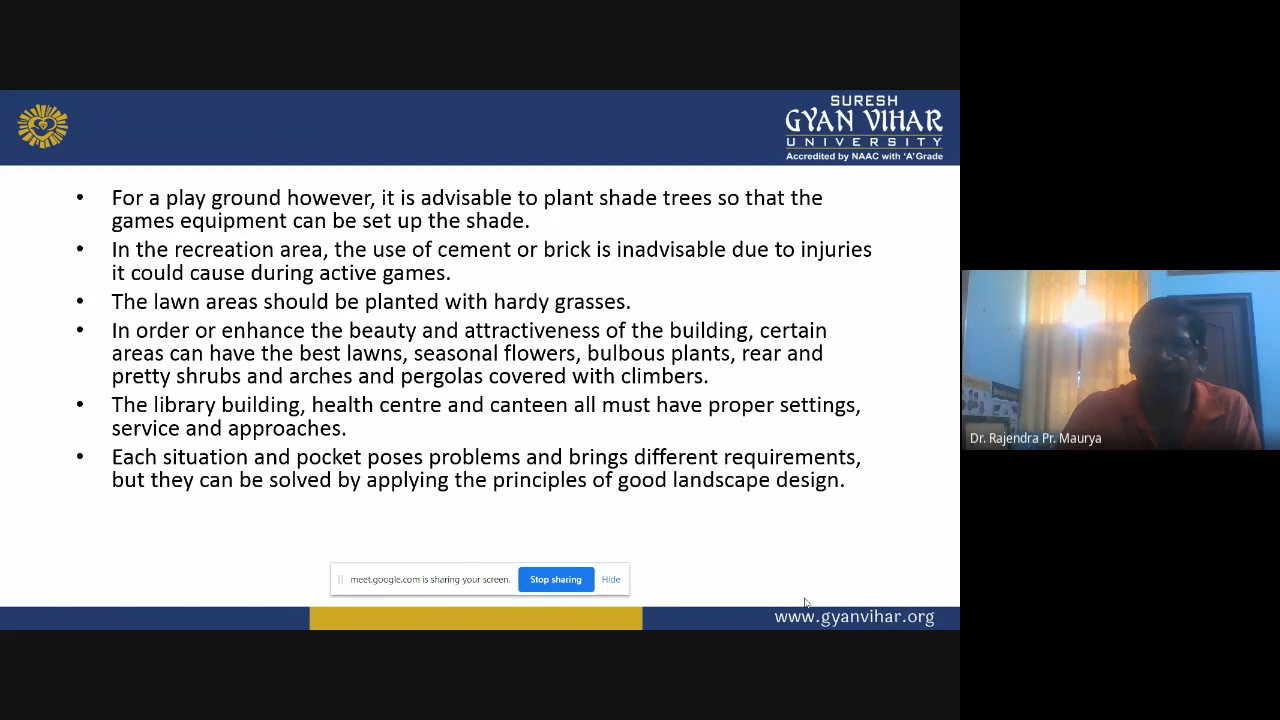 SURESH
GYAN VIHAR
UNIVERSITY
Accredited by NAAC with 'A' Grade
• For a play ground however, it is advisable to plant shade trees so that the
games equipment can be set up the shade.
• In the recreation area, the use of cement or brick is inadvisable due to injuries
it could cause during active games.
• The lawn areas should be planted with hardy grasses.
• In order or enhance the beauty and attractiveness of the building, certain
areas can have the best lawns, seasonal flowers, bulbous plants, rear and
pretty shrubs and arches and pergolas covered with climbers.
• The library building, health centre and canteen all must have proper settings,
service and approaches.
• Each situation and pocket poses problems and brings different requirements,
but they can be solved by applying the principles of good landscape design.
meet.google.com is sharing your screen. Stop sharing Hide
www.gyanvihar.org
Dr. Rajendra Pr. Maurya